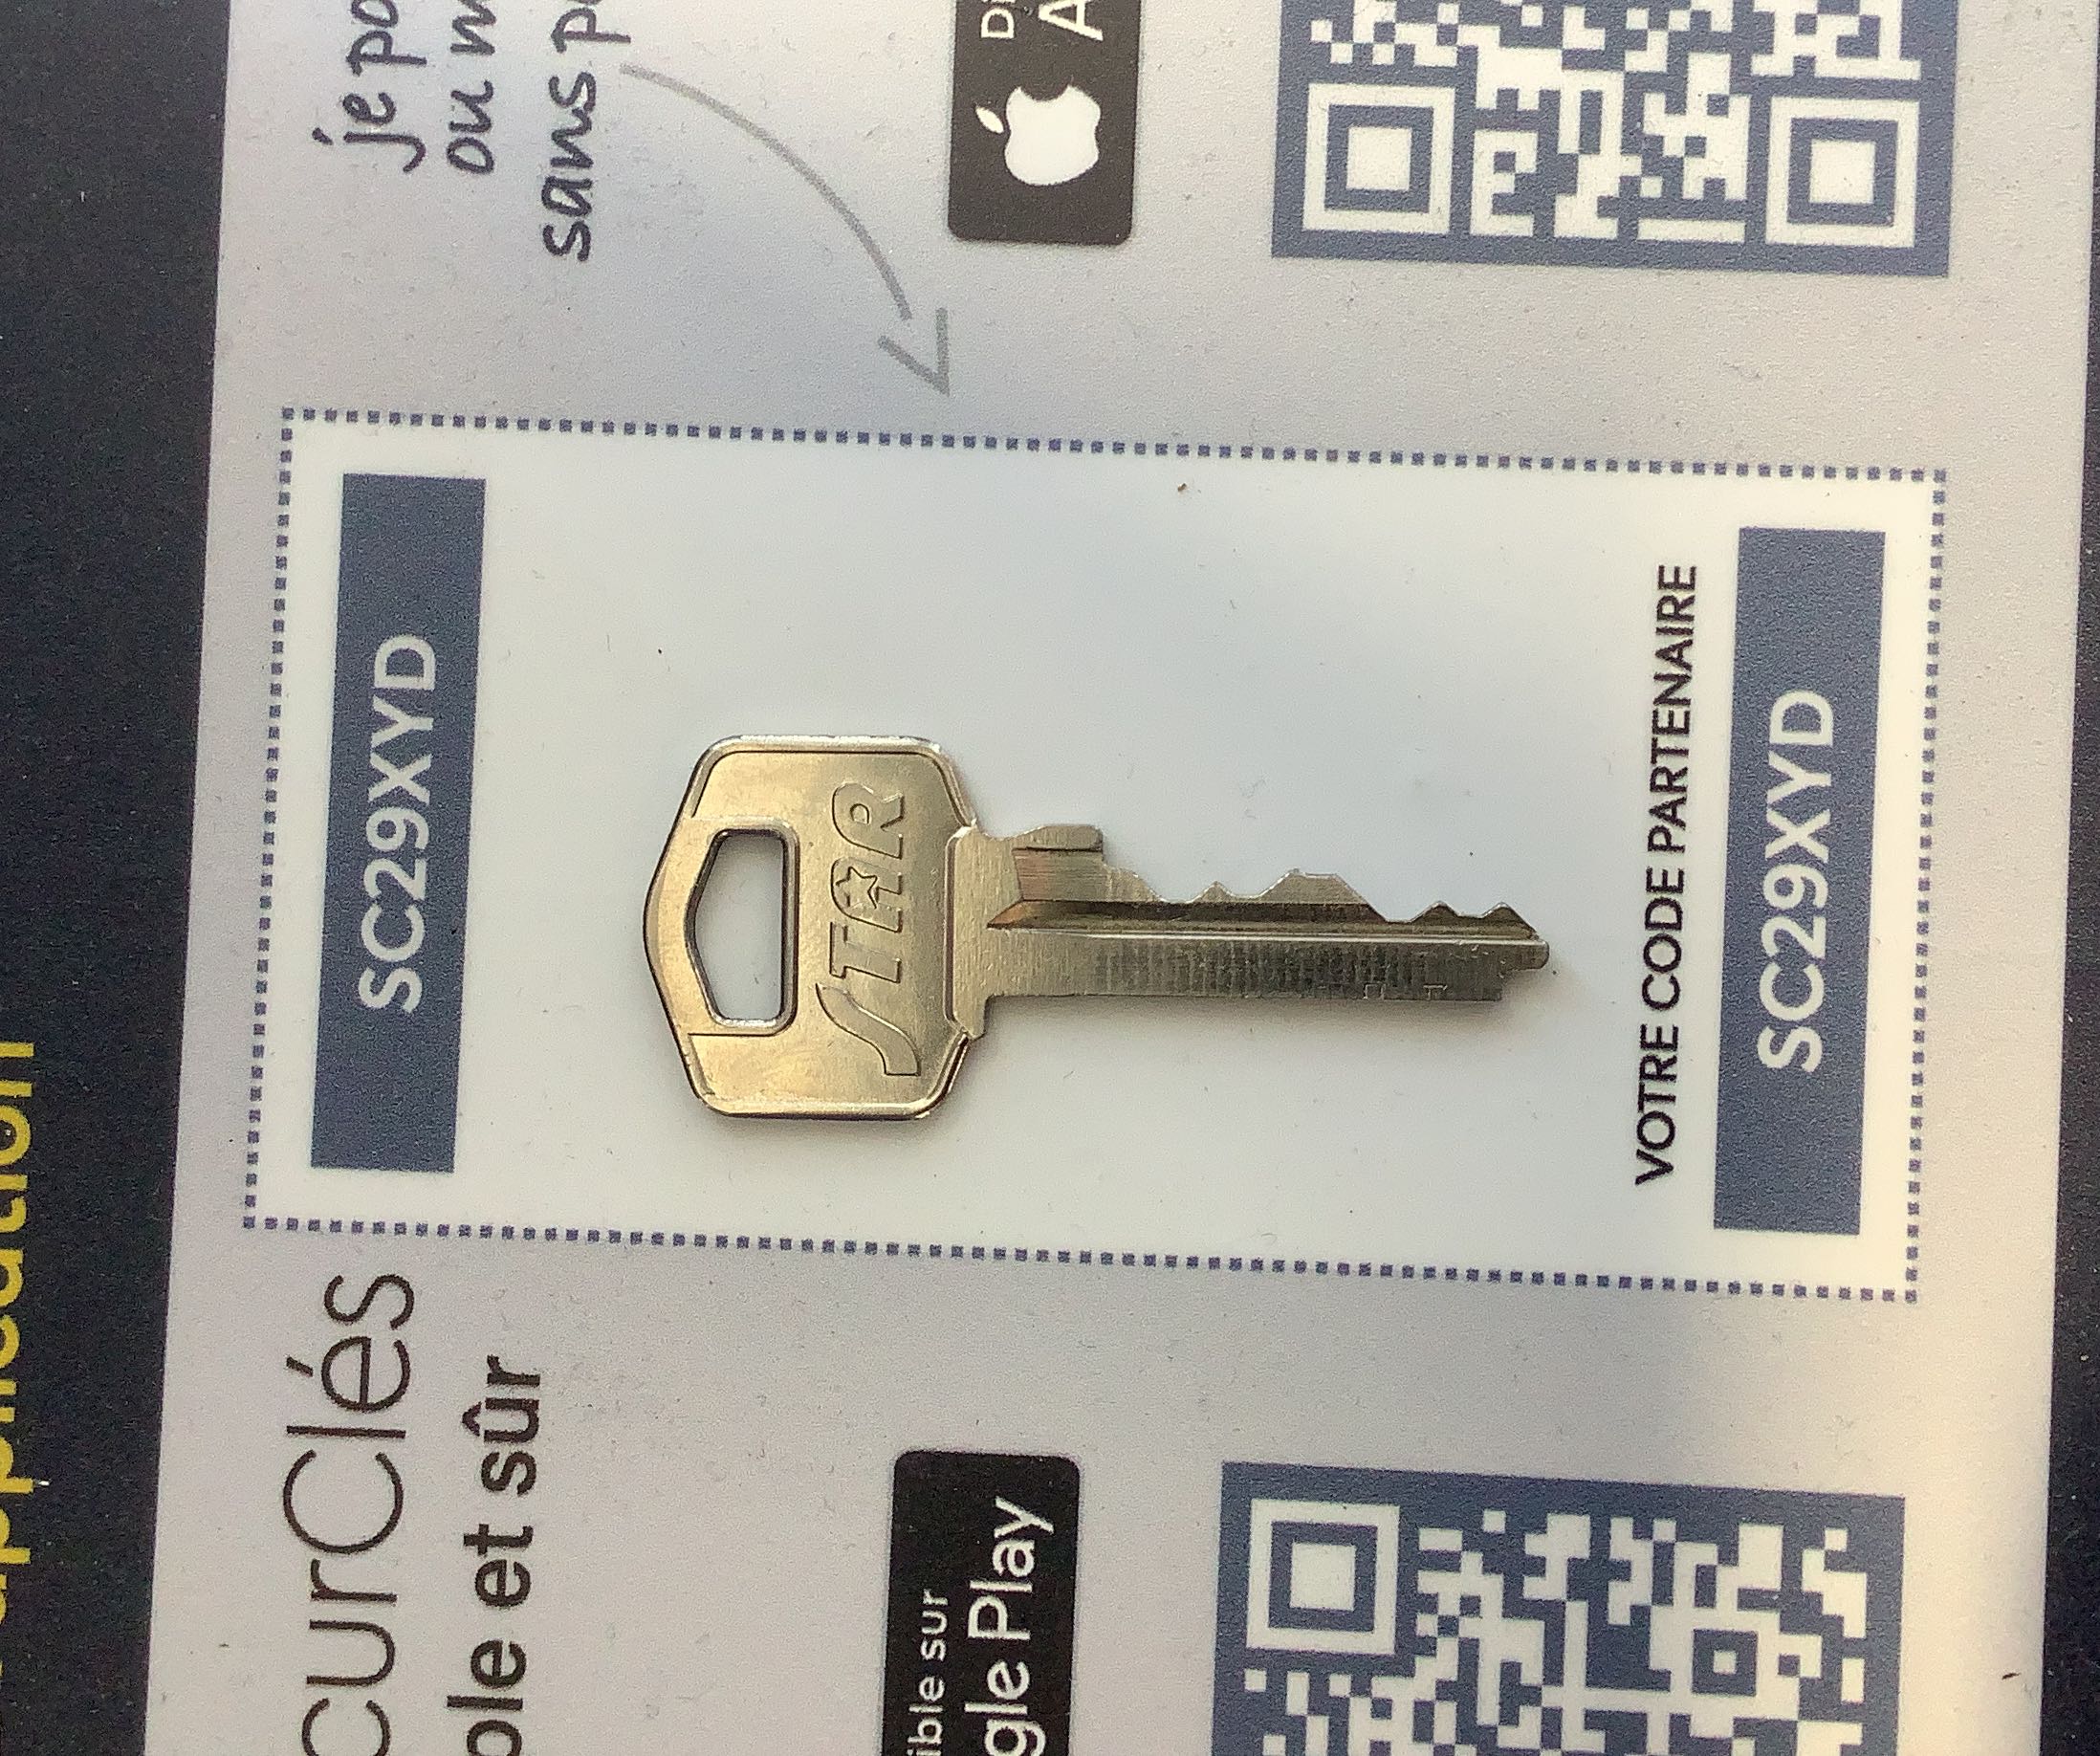 application
curClés
ple et sûr
ible sur
gle Play
SC29XYD
STAR
VOTRE CODE PARTENAIRE
SC29XYD
je po
ou m
sans p
Di
A